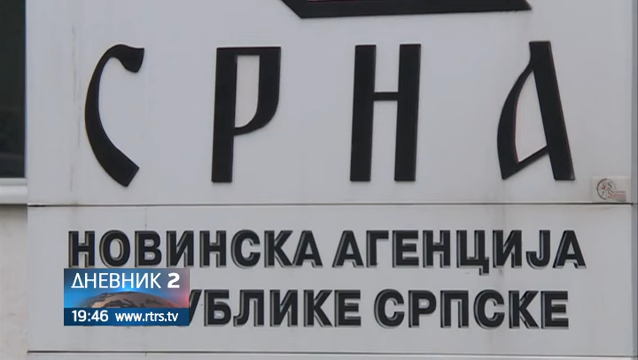 СРНА
НОВИНСКА АГЕНЦИЈА
УБЛИКЕ СРПСКЕ
ДНЕВНИК 2
19:46 www.rtrs.tv